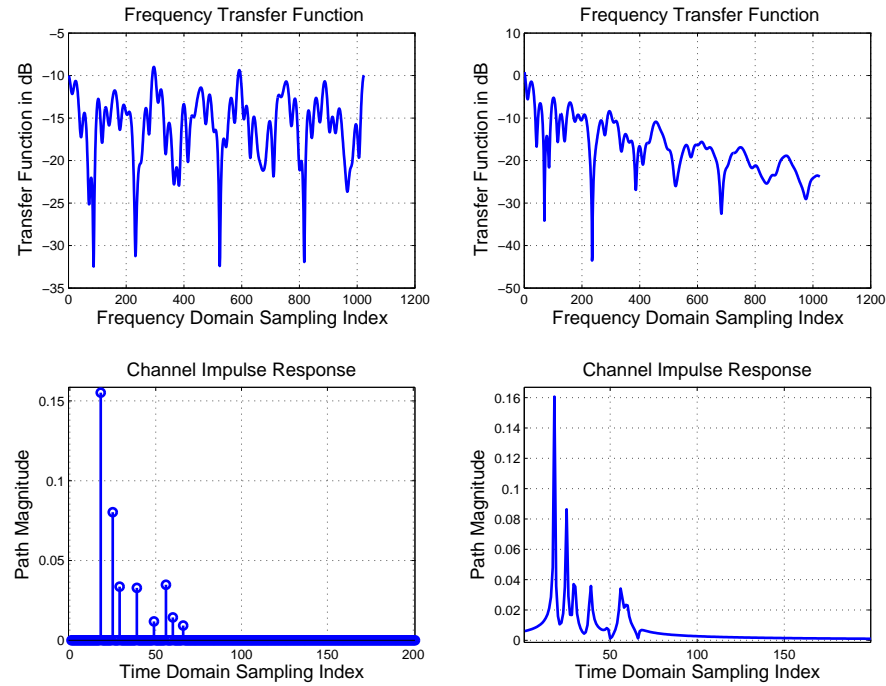 Frequency Transfer Function
−5
−10
−15
−20
−25
−30
−35
0 200 400 600 800 1000 1200
Transfer Function in dB
Frequency Domain Sampling Index
Frequency Transfer Function
10
0
−10
−20
−30
−40
−50
0 200 400 600 800 1000 1200
Transfer Function in dB
Frequency Domain Sampling Index
Channel Impulse Response
0.15
0.1
0.05
0
0 50 100 150 200
Path Magnitude
Time Domain Sampling Index
Channel Impulse Response
0.16
0.14
0.12
0.1
0.08
0.06
0.04
0.02
0
50 100 150
Path Magnitude
Time Domain Sampling Index